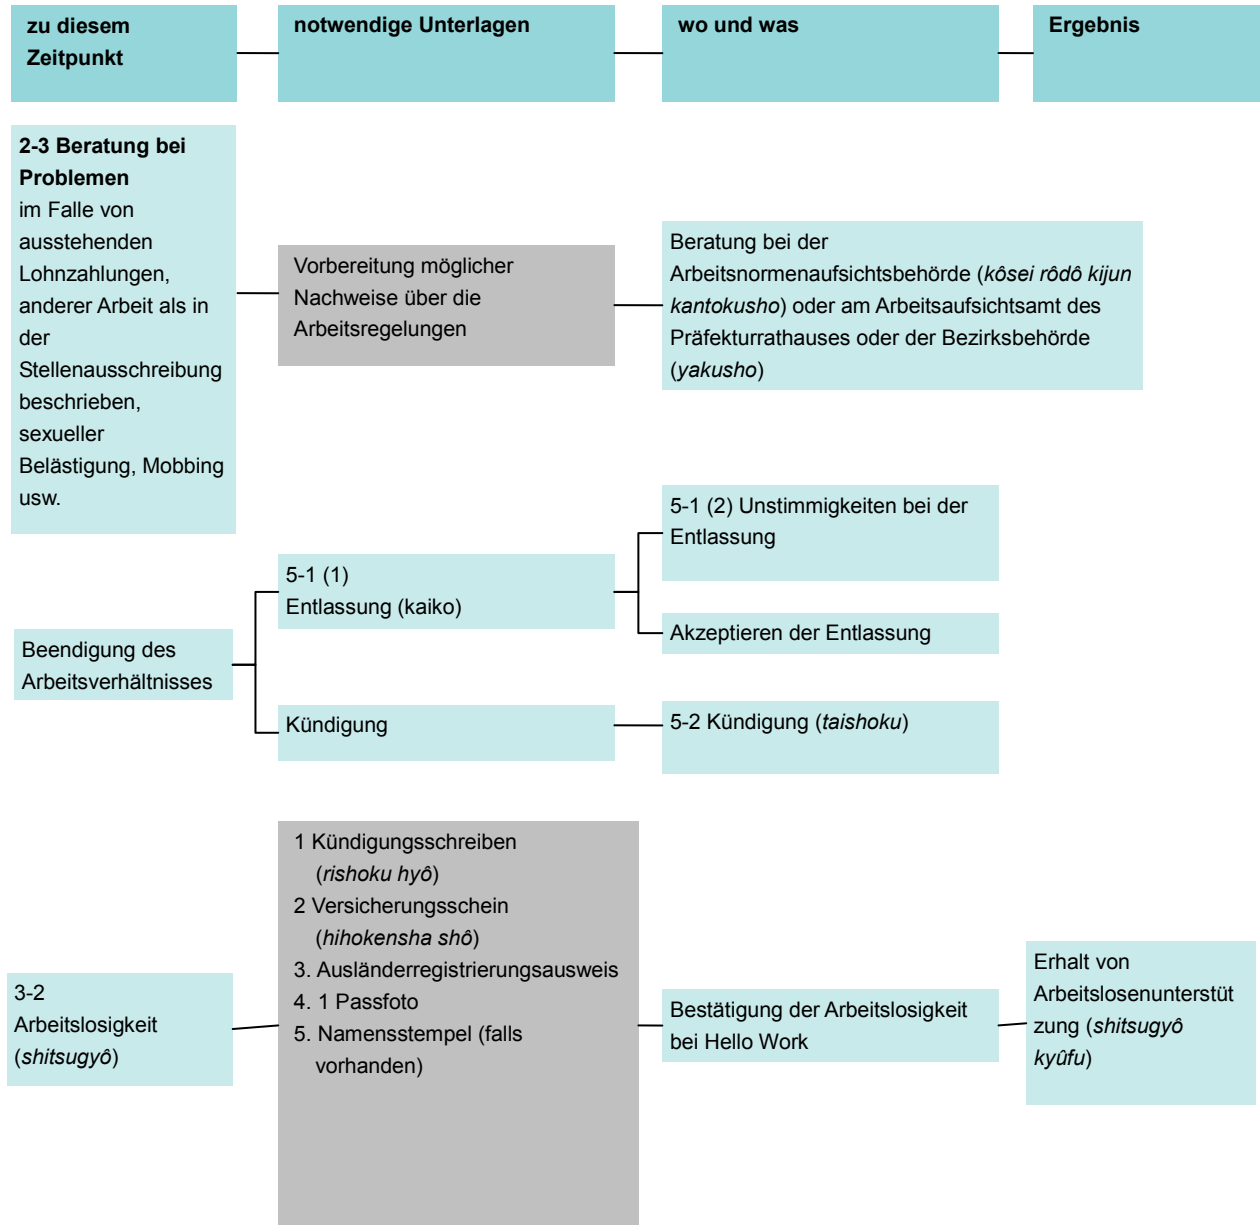 zu diesem
Zeitpunkt
notwendige Unterlagen
wo und was
Ergebnis
2-3 Beratung bei
Problemen
im Falle von
ausstehenden
Lohnzahlungen,
anderer Arbeit als in
der
Stellenausschreibung
beschrieben,
sexueller
Belästigung, Mobbing
usw.
Vorbereitung möglicher
Nachweise über die
Arbeitsregelungen
Beratung bei der
Arbeitsnormenaufsichtsbehörde (kôsei rôdô kijun
kantokusho) oder am Arbeitsaufsichtsamt des
Präfekturrathauses oder der Bezirksbehörde
(yakusho)
Beendigung des
Arbeitsverhältnisses
5-1 (1)
Entlassung (kaiko)
5-1 (2) Unstimmigkeiten bei der
Entlassung
Akzeptieren der Entlassung
Kündigung
5-2 Kündigung (taishoku)
3-2
Arbeitslosigkeit
(shitsugyô)
1 Kündigungsschreiben
(rishoku hyô)
2 Versicherungsschein
(hihokensha shô)
3. Ausländerregistrierungsausweis
4. 1 Passfoto
5. Namensstempel (falls
vorhanden)
Bestätigung der Arbeitslosigkeit
bei Hello Work
Erhalt von
Arbeitslosenunterstüt
zung (shitsugyô
kyûfu)